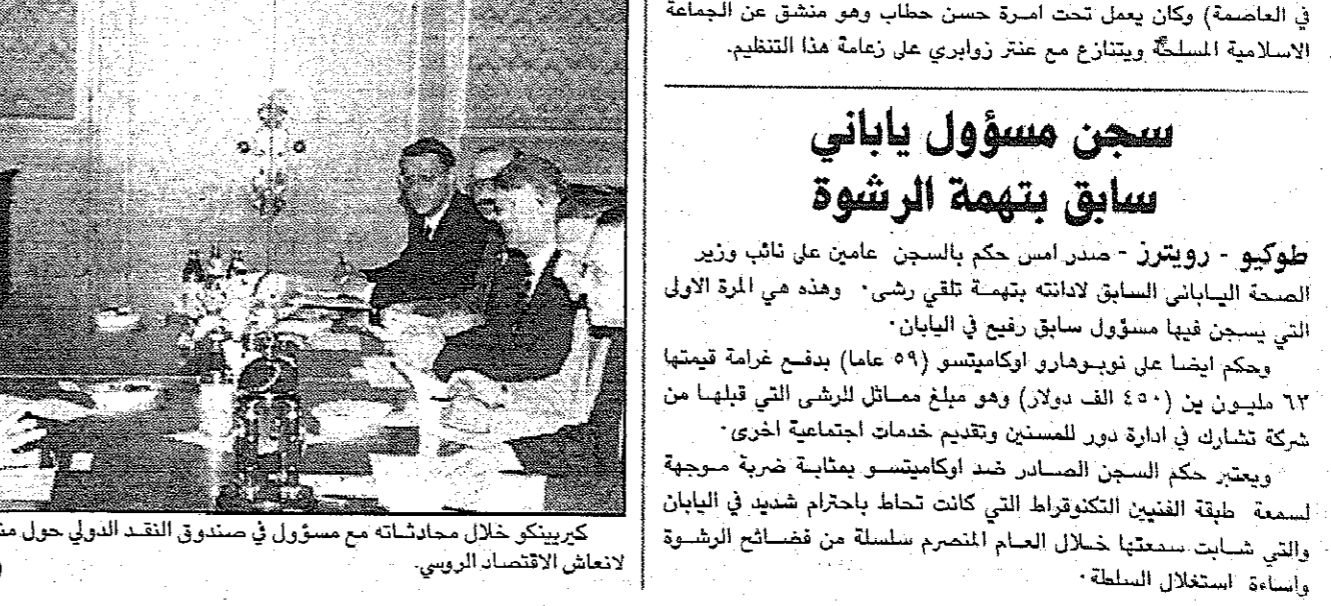 في العاصمة) وكان يعمل تحت امرة حسن حطاب وهو منشق عن الجماعة
الاسلامية المسلحة ويتنازع مع عنتر زوابري على زعامة هذا التنظيم.
سجن مسؤول ياباني
سابق بتهمة الرشوة
طوكيو - رويترز - صدر امس حكم بالسجن عامين على نائب وزير
الصحة الياباني السابق لادانته بتهمة تلقي رشى. وهذه هي المرة الاولى
التي يسجن فيها مسؤول سابق رفيع في اليابان.
وحكم ايضا على نوبوهارو اوكاميتسو (٥٩ عاما) بدفع غرامة قيمتها
٦٣ مليون ين (٤٥٠ الف دولار) وهو مبلغ مماثل للرشى التي قبلها من
شركة تشارك في ادارة دور للمسنين وتقديم خدمات اجتماعية اخرى.
ويعتبر حكم السجن الصادر ضد اوكاميتسو بمثابة ضربة موجهة
لسمعة طبقة الفنيين التكنوقراط التي كانت تحاط باحترام شديد في اليابان
والتي شابت سمعتها خلال العام المنصرم سلسلة من فضائح الرشوة
واساءة استغلال السلطة.
كيريينكو خلال محادثاته مع مسؤول في صندوق النقد الدولي حول
لانعاش الاقتصاد الروسي.